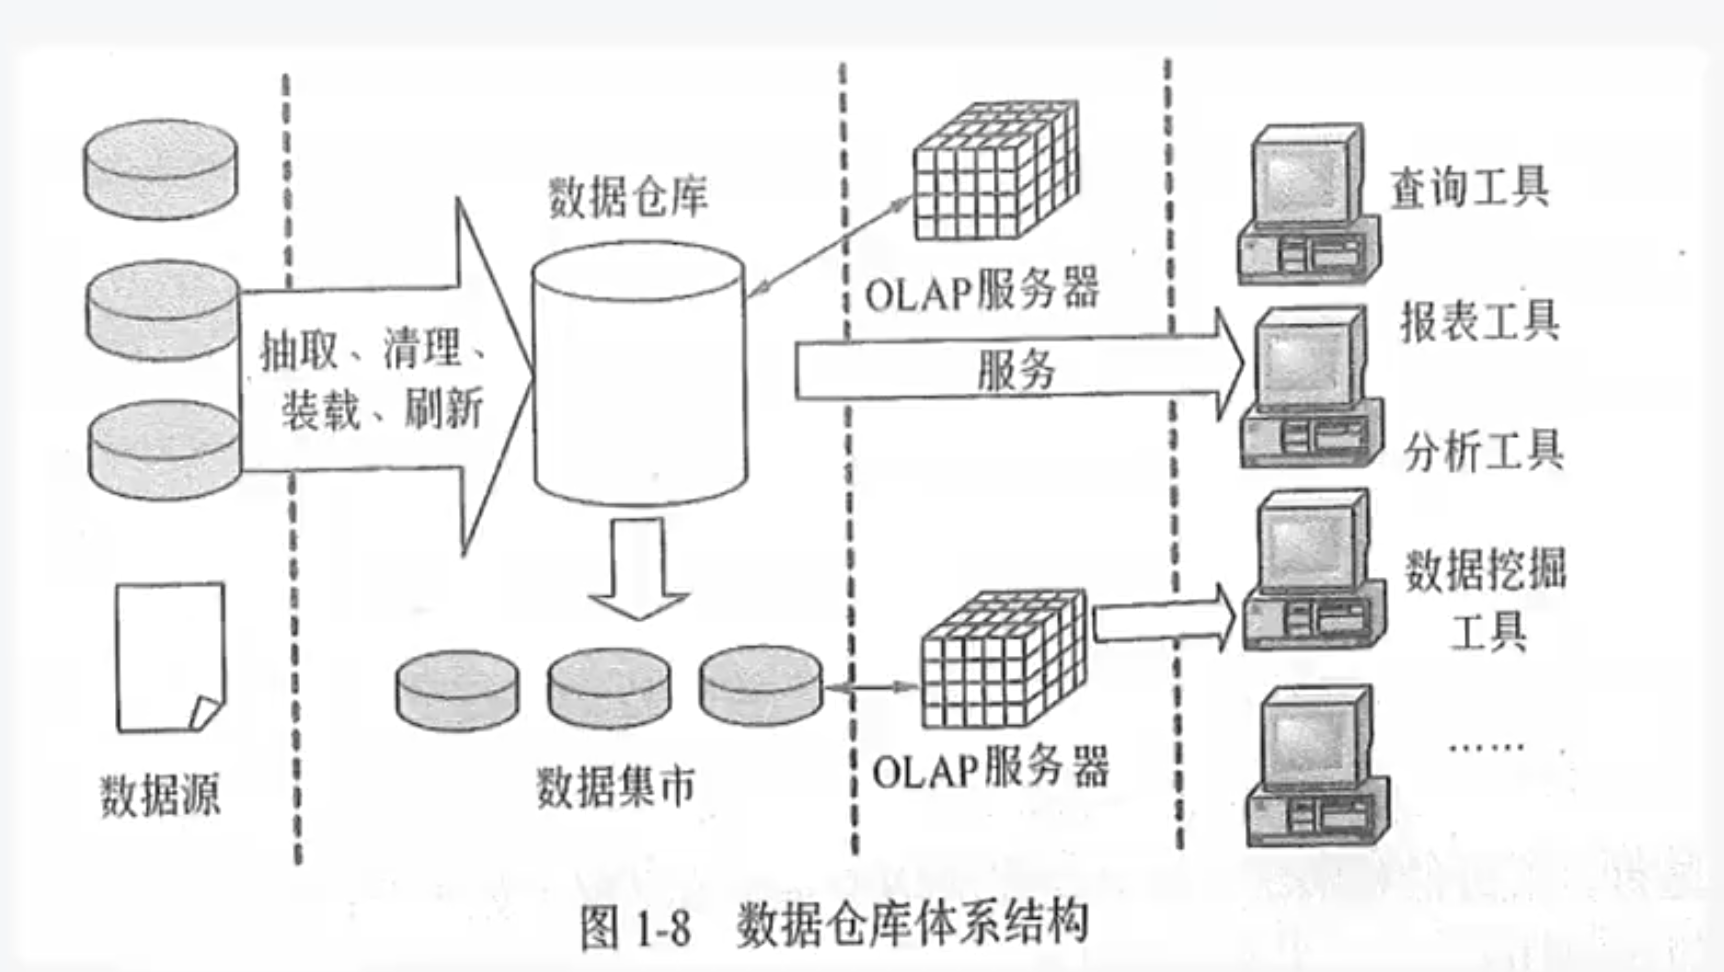 数据仓库
查询工具
OLAP服务器
报表工具
抽取、清理、
装载、刷新
服务
分析工具
数据挖掘
工具
……
数据源
数据集市
OLAP服务器
图 1-8 数据仓库体系结构